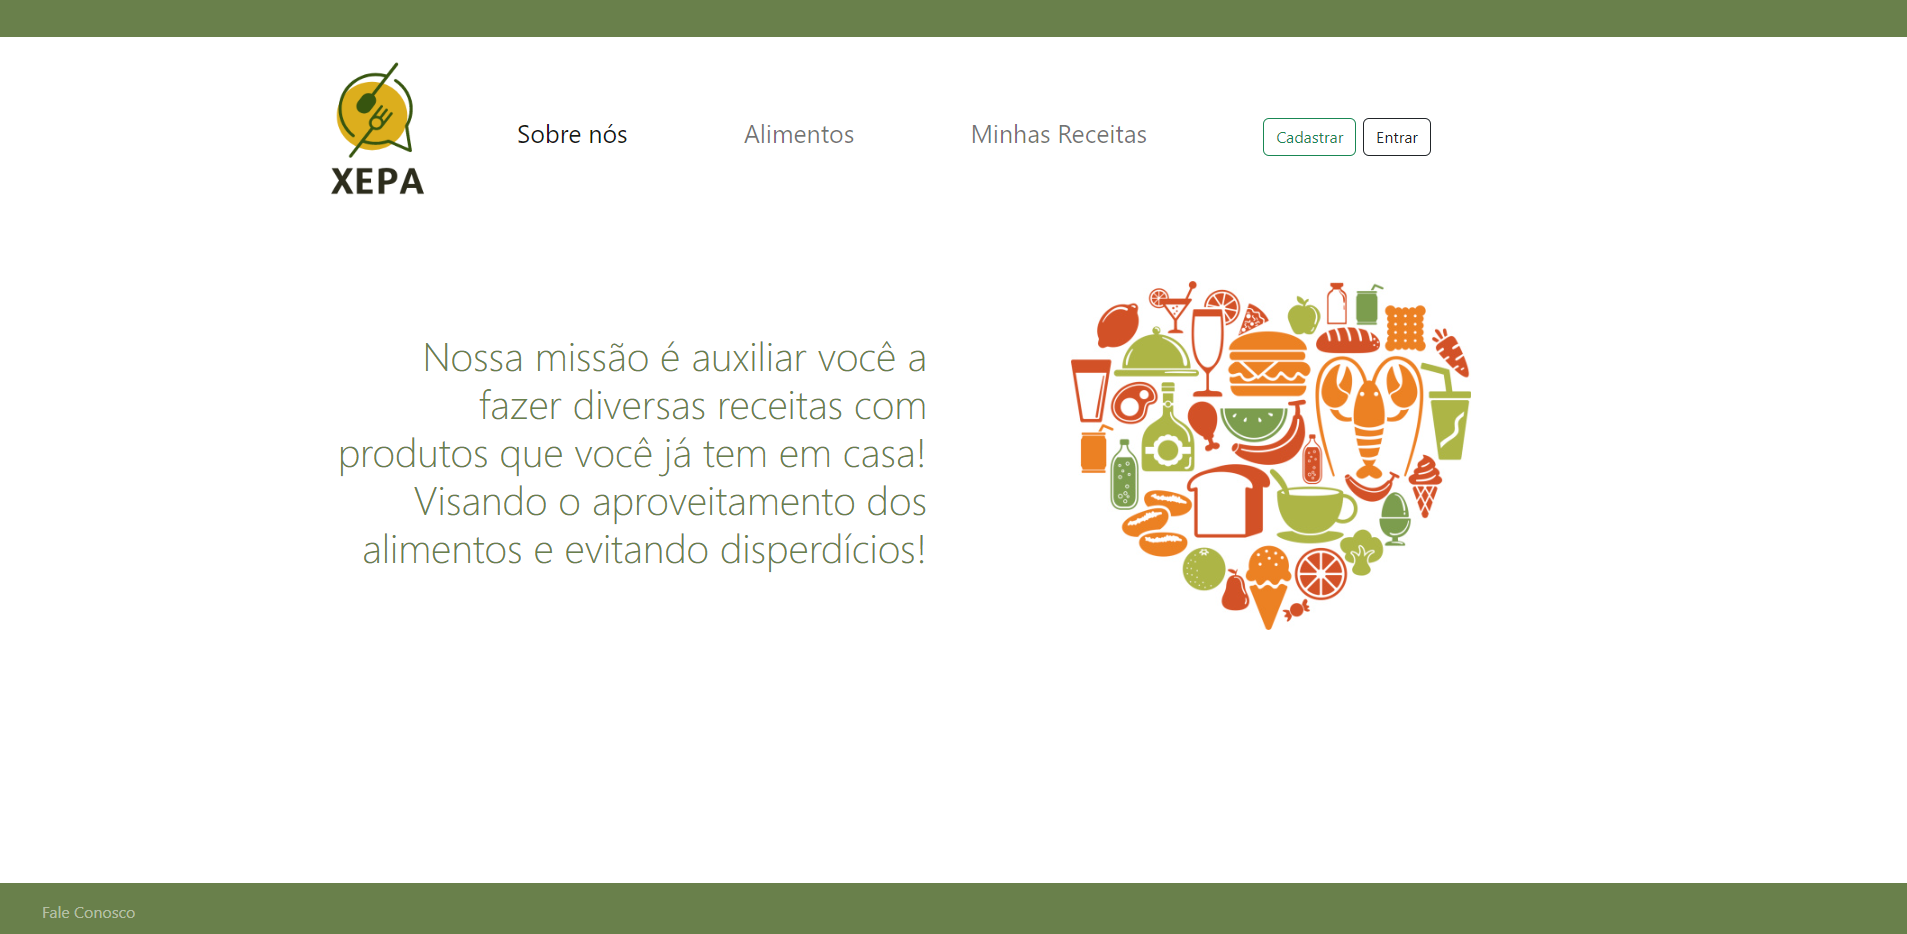 XEPA
Sobre nós
Alimentos
Minhas Receitas
Cadastrar
Entrar
Nossa missão é auxiliar você a
fazer diversas receitas com
produtos que você já tem em casa!
Visando o aproveitamento dos
alimentos e evitando disperdícios!
Fale Conosco